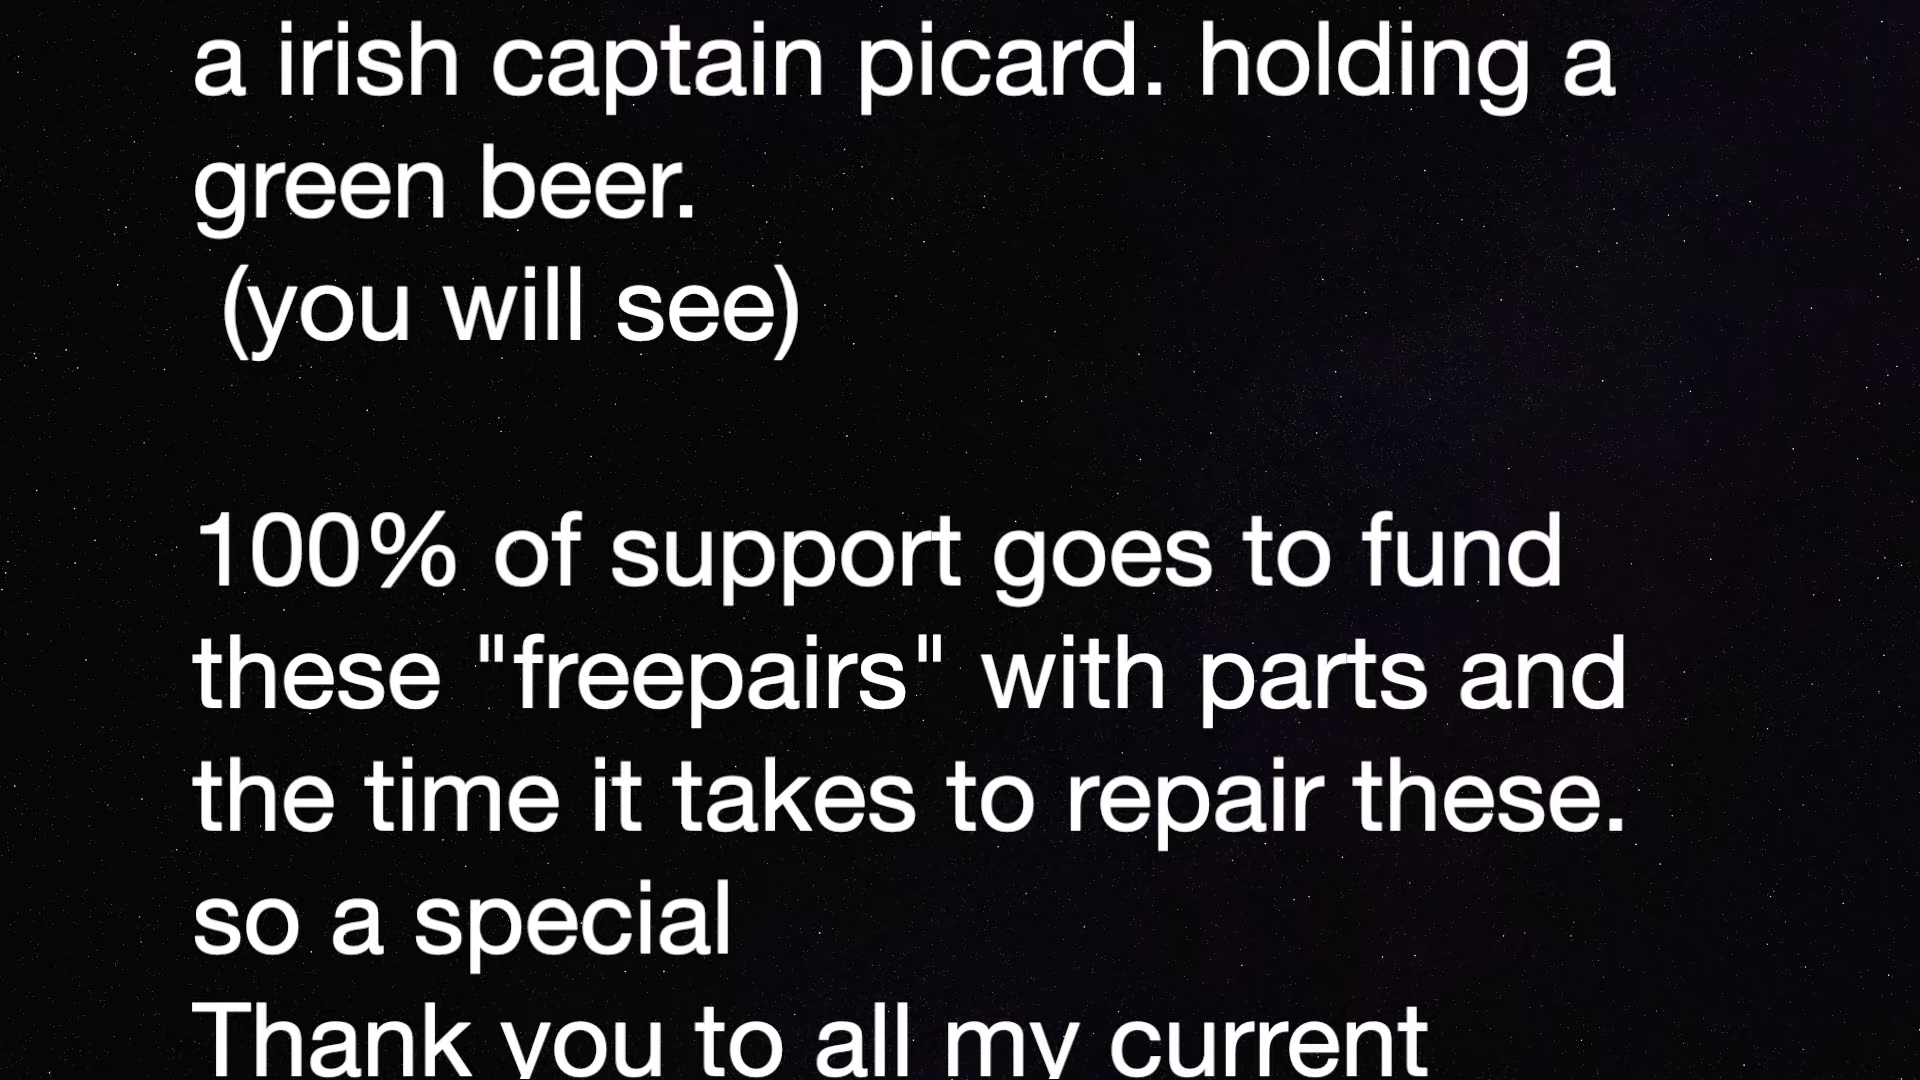 a irish captain picard. holding a
green beer.
(you will see)
100% of support goes to fund
these "freepairs" with parts and
the time it takes to repair these.
so a special
Thank you to all my current